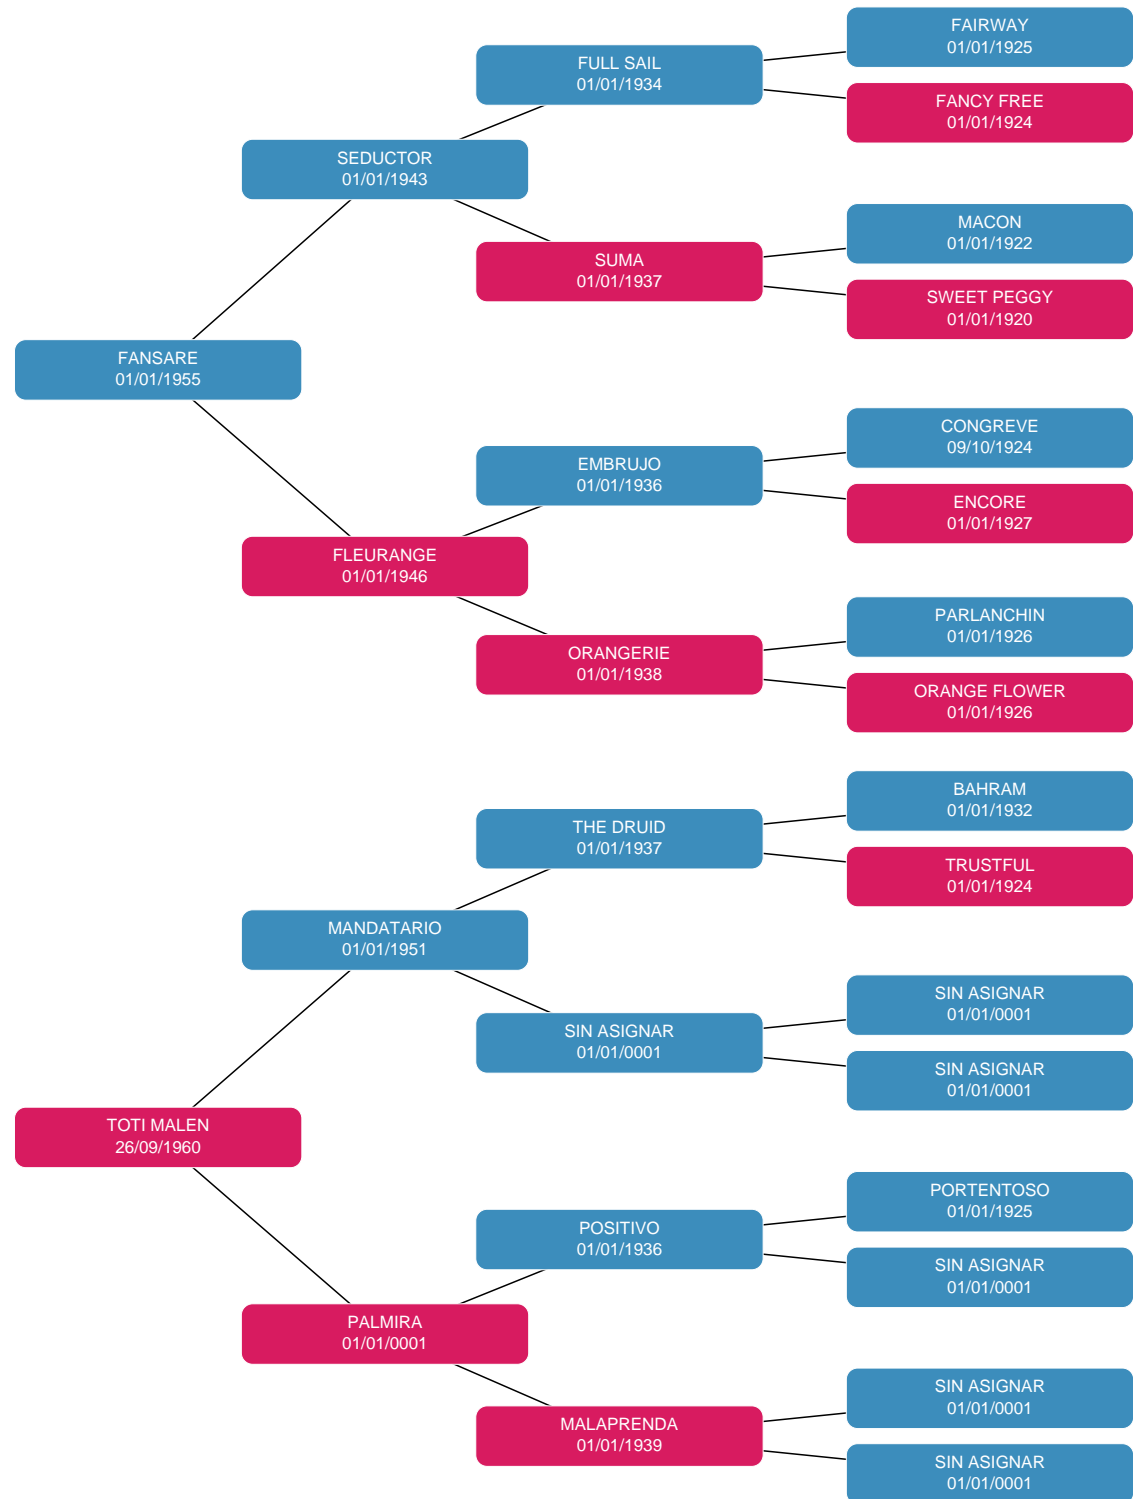 FAIRWAY
01/01/1925
FULL SAIL
01/01/1934
FANCY FREE
01/01/1924
SEDUCTOR
01/01/1943
MACON
01/01/1922
SUMA
01/01/1937
SWEET PEGGY
01/01/1920
FANSARE
01/01/1955
CONGREVE
09/10/1924
EMBRUJO
01/01/1936
ENCORE
01/01/1927
FLEURANGE
01/01/1946
PARLANCHIN
01/01/1926
ORANGERIE
01/01/1938
ORANGE FLOWER
01/01/1926
BAHRAM
01/01/1932
THE DRUID
01/01/1937
TRUSTFUL
01/01/1924
MANDATARIO
01/01/1951
SIN ASIGNAR
01/01/0001
SIN ASIGNAR
01/01/0001
SIN ASIGNAR
01/01/0001
TOTI MALEN
26/09/1960
PORTENTOSO
01/01/1925
POSITIVO
01/01/1936
SIN ASIGNAR
01/01/0001
PALMIRA
01/01/0001
SIN ASIGNAR
01/01/0001
MALAPRENDA
01/01/1939
SIN ASIGNAR
01/01/0001